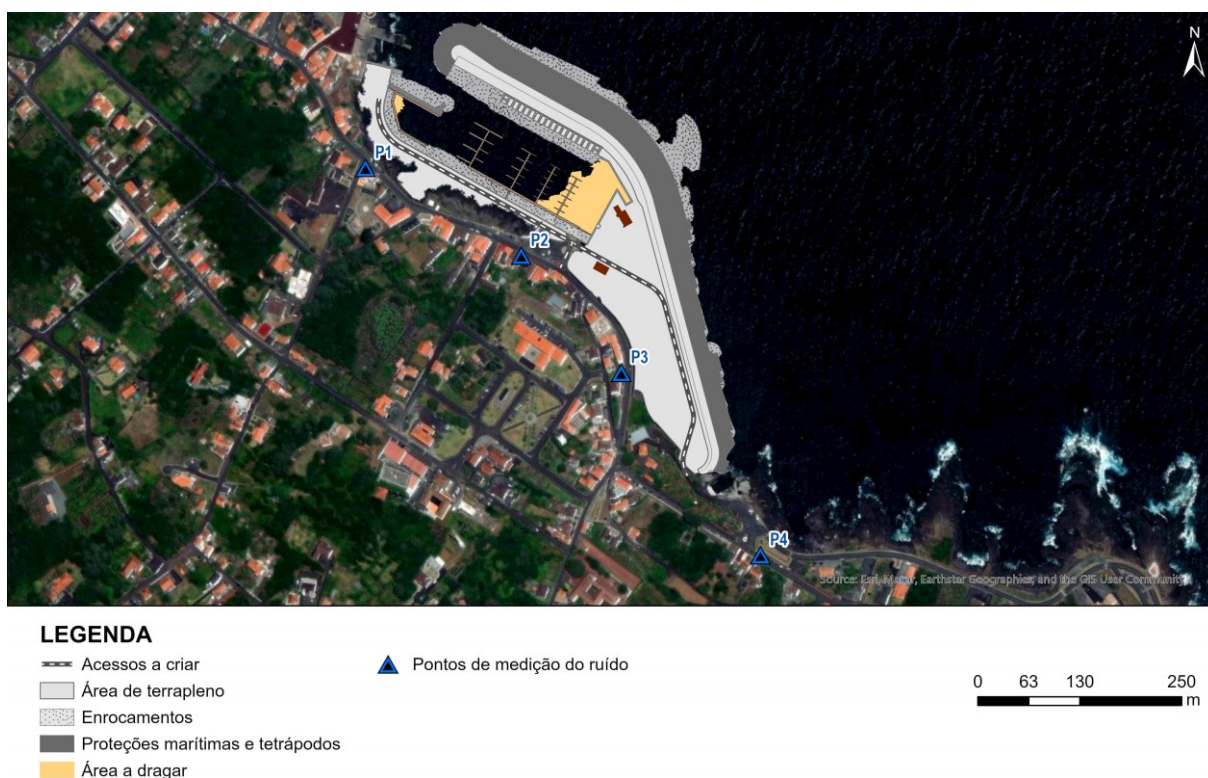 N
P1
P2
P3
P4
Source: Esri, Maxar, Earthstar Geographics, and the GIS User Community
LEGENDA
Acessos a criar
Pontos de medição do ruído
Área de terrapleno
0 63 130 250
m
Enrocamentos
Proteções marítimas e tetrápodos
Área a dragar